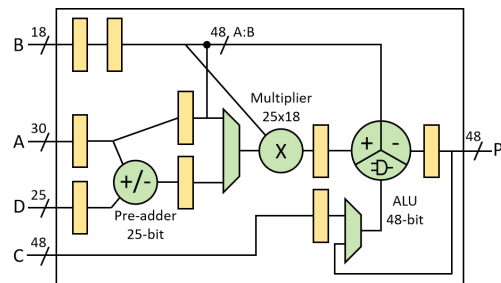 18
B
48 A:B
Multiplier
25x18
30
A
X
+ -
48
P
+/-
25
D
Pre-adder
25-bit
ALU
48-bit
48
C